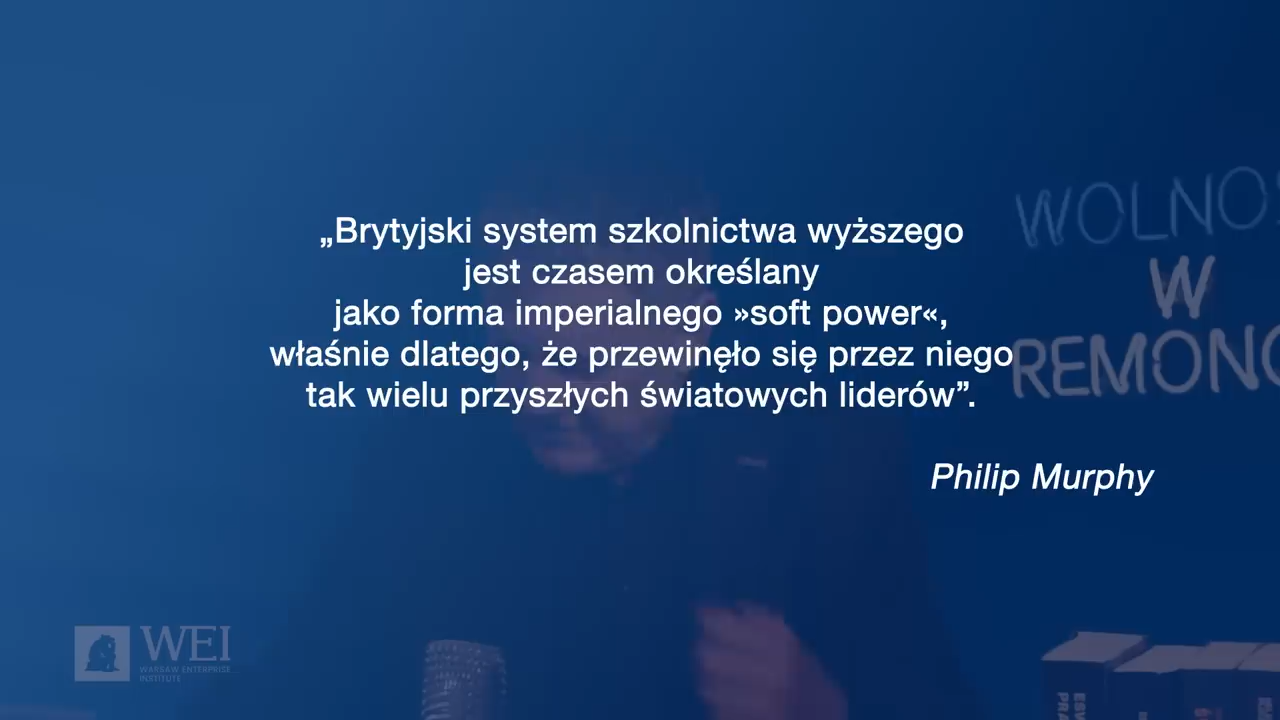 „Brytyjski system szkolnictwa wyższego
jest czasem określany
jako forma imperialnego »soft power«,
właśnie dlatego, że przewinęło się przez niego
tak wielu przyszłych światowych liderów”.
Philip Murphy
WOLNO
W
REMON
WEI
WARSAW ENTERPRISE
INSTITUTE